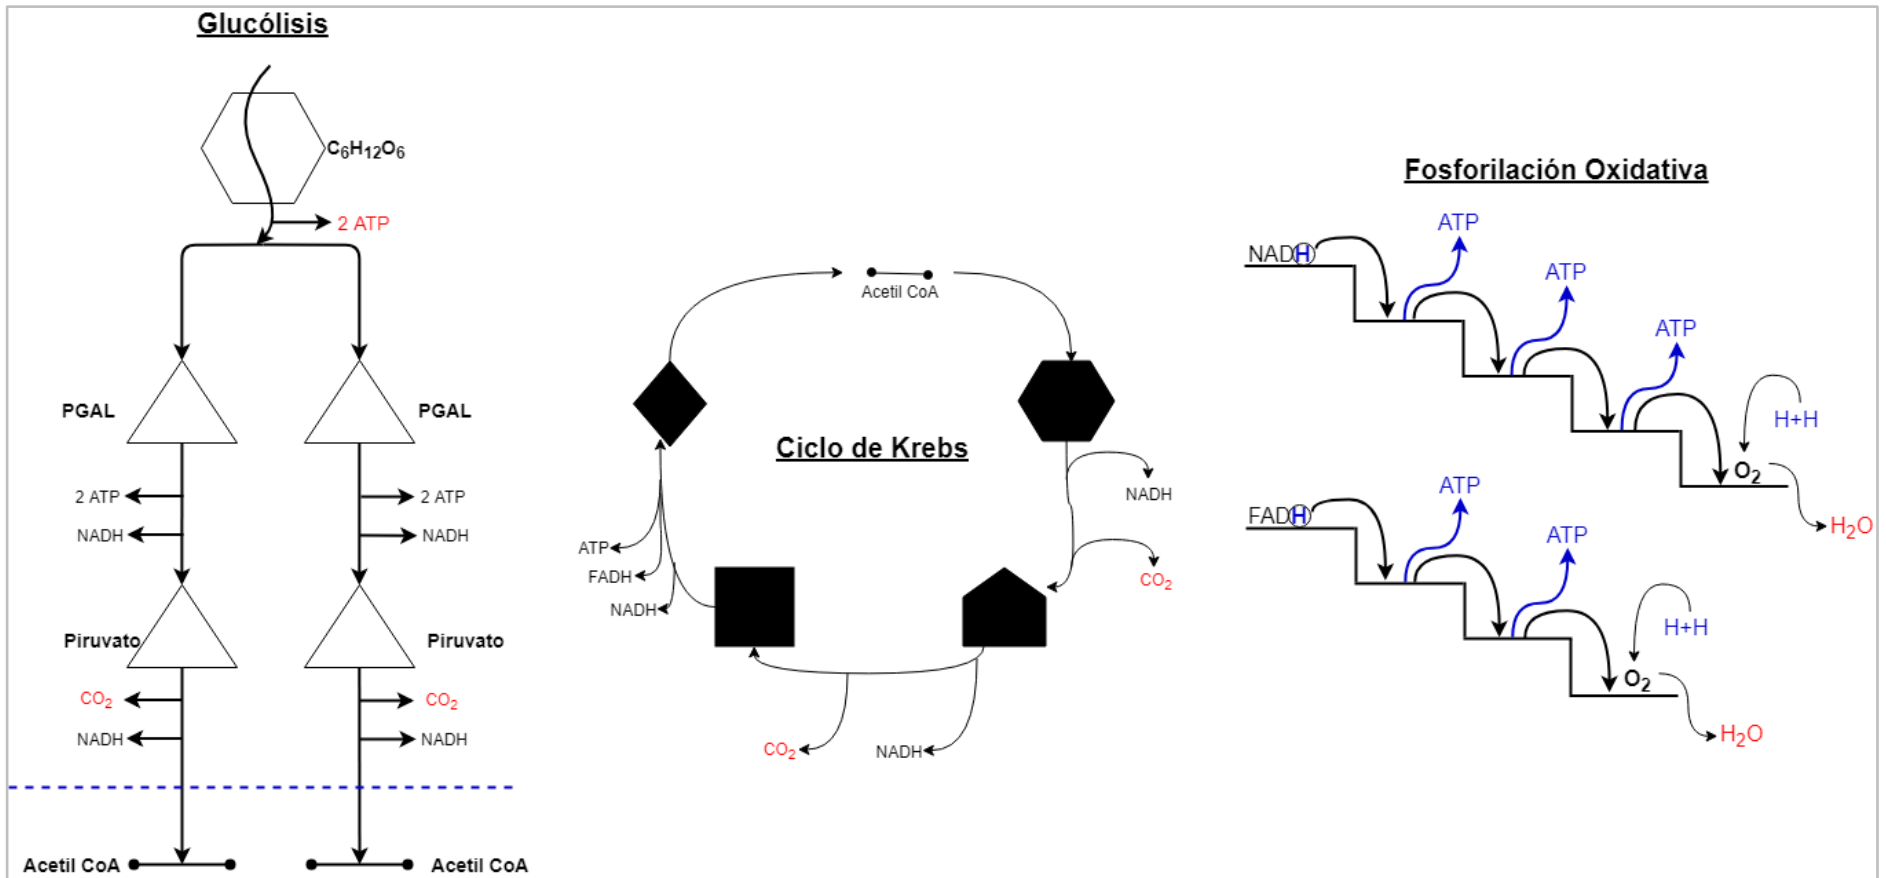 Glucólisis
C6H12O6
2 ATP
PGAL
PGAL
2 ATP
2 ATP
NADH
NADH
Piruvato
Piruvato
CO2
CO2
NADH
NADH
Acetil CoA
Acetil CoA
Acetil CoA
Ciclo de Krebs
NADH
CO2
NADH
CO2
ATP
FADH
NADH
Fosforilación Oxidativa
NADH
ATP
ATP
ATP
H+H
O2
H2O
FADH
ATP
ATP
H+H
O2
H2O